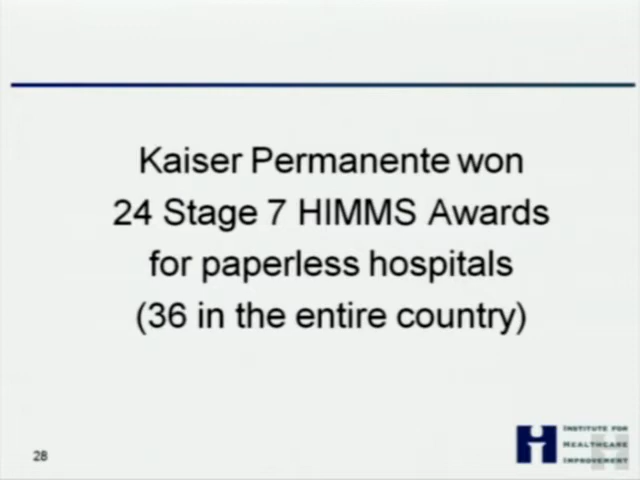 Kaiser Permanente won
24 Stage 7 HIMMS Awards
for paperless hospitals
(36 in the entire country)
28
INSTITUTE FOR
HEALTHCARE
IMPROVEMENT